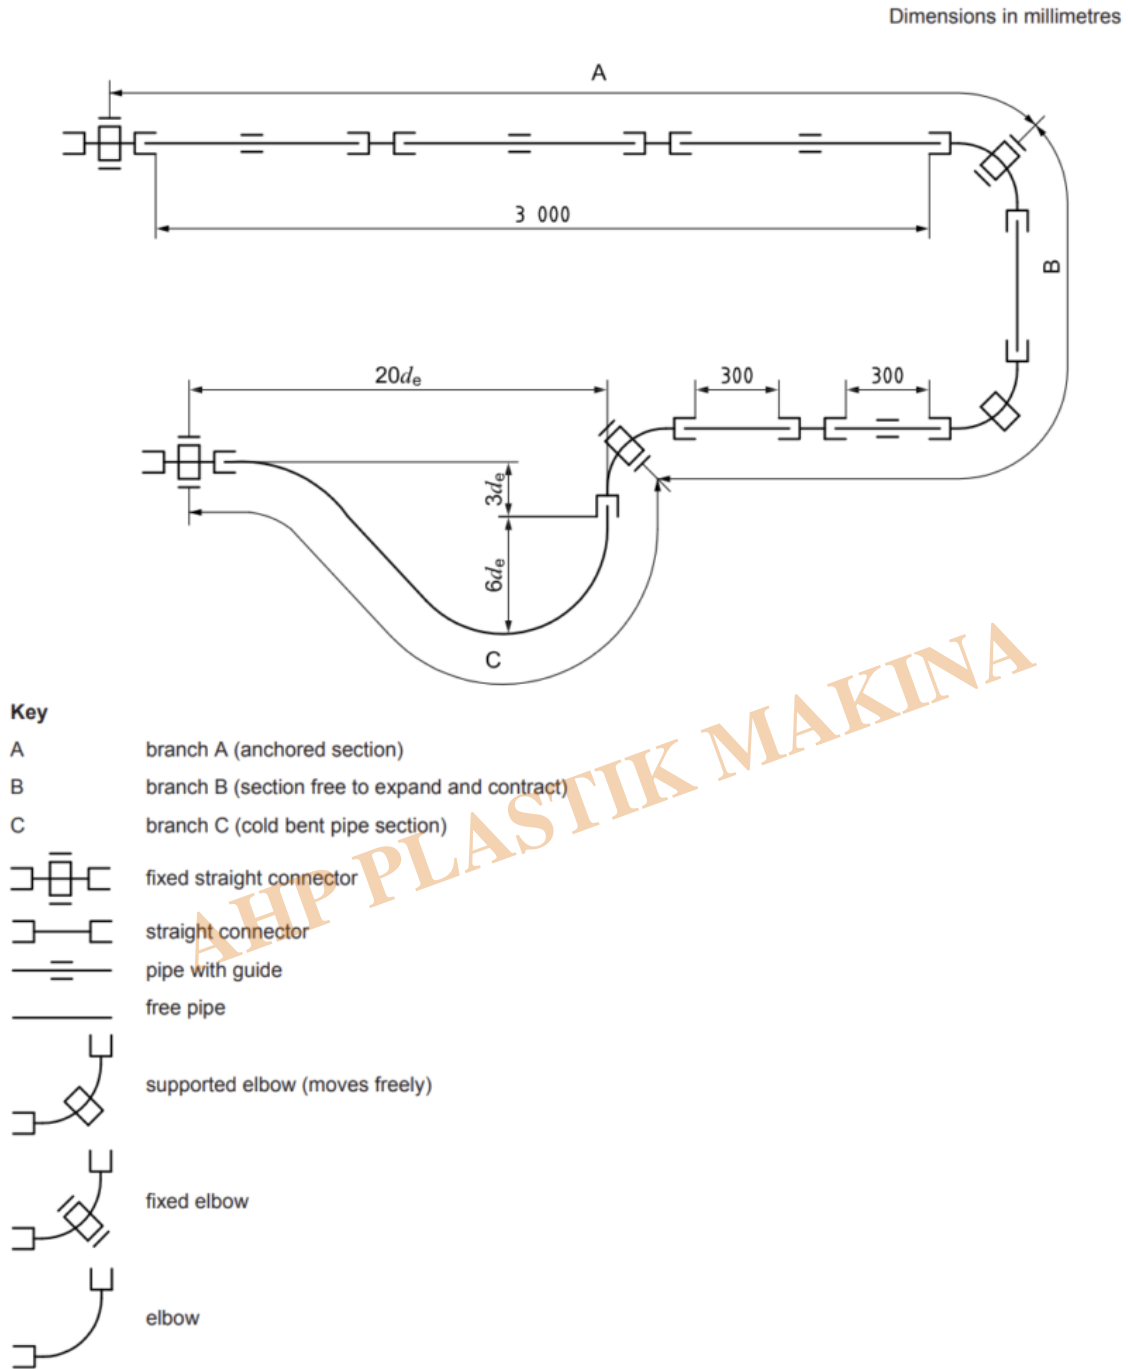 Dimensions in millimetres
A
3 000
B
20dₑ
300
300
3dₑ
6dₑ
C
AHP PLASTIK MAKINA
Key
A branch A (anchored section)
B branch B (section free to expand and contract)
C branch C (cold bent pipe section)
fixed straight connector
straight connector
pipe with guide
free pipe
supported elbow (moves freely)
fixed elbow
elbow